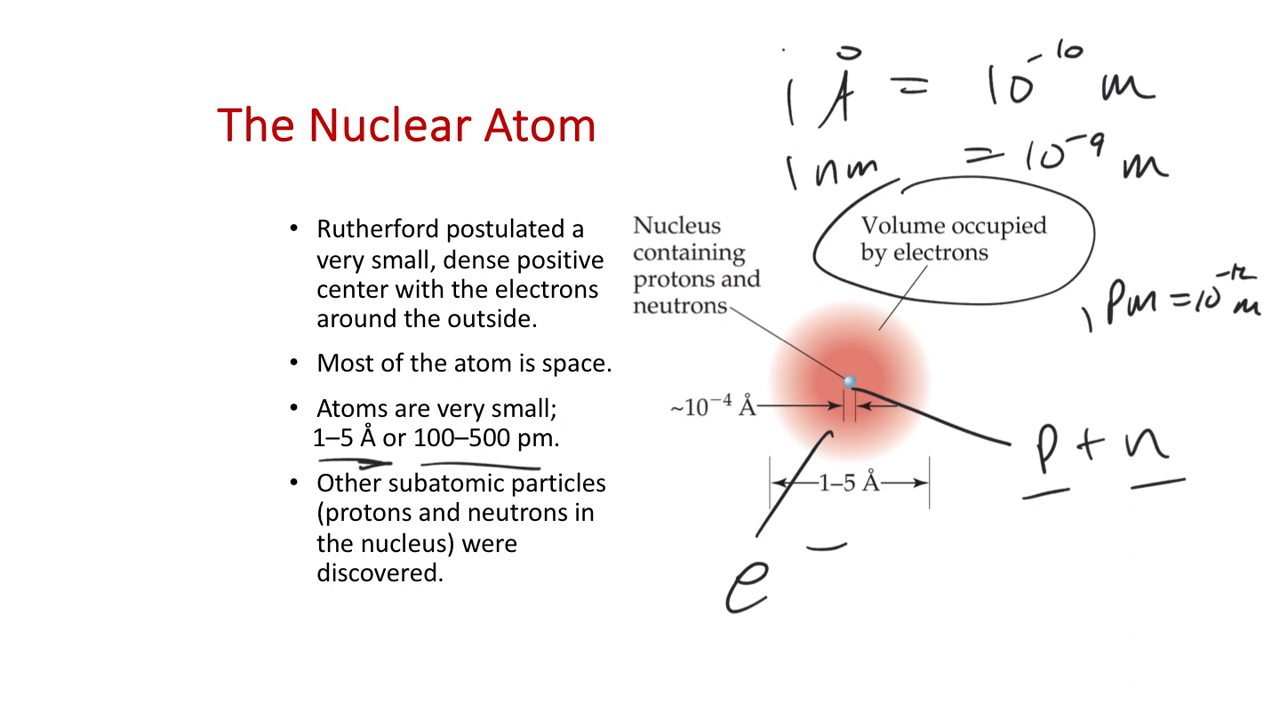 The Nuclear Atom
• Rutherford postulated a
very small, dense positive
center with the electrons
around the outside.
• Most of the atom is space.
• Atoms are very small;
1–5 Å or 100–500 pm.
• Other subatomic particles
(protons and neutrons in
the nucleus) were
discovered.
1 Å = 10⁻¹⁰ m
1 nm = 10⁻⁹ m
Nucleus
containing
protons and
neutrons
Volume occupied
by electrons
1 pm = 10⁻¹² m
~10⁻⁴ Å
p + n
1–5 Å
e⁻